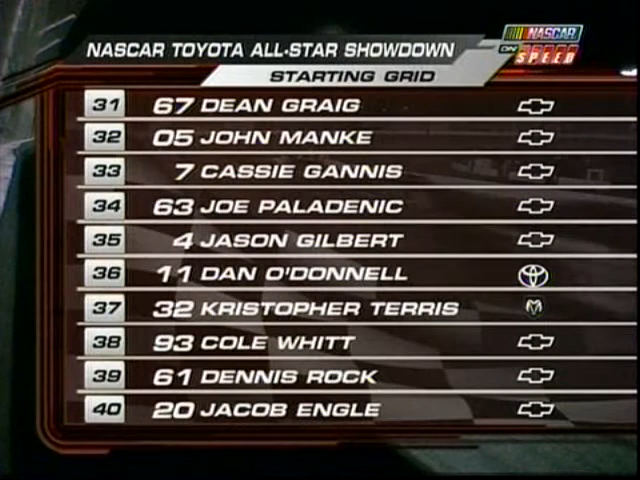 NASCAR TOYOTA ALL-STAR SHOWDOWN
NASCAR
ON SPEED
STARTING GRID
31 67 DEAN GRAIG
32 05 JOHN MANKE
33 7 CASSIE GANNIS
34 63 JOE PALADENIC
35 4 JASON GILBERT
36 11 DAN O'DONNELL
37 32 KRISTOPHER TERRIS
38 93 COLE WHITT
39 61 DENNIS ROCK
40 20 JACOB ENGLE